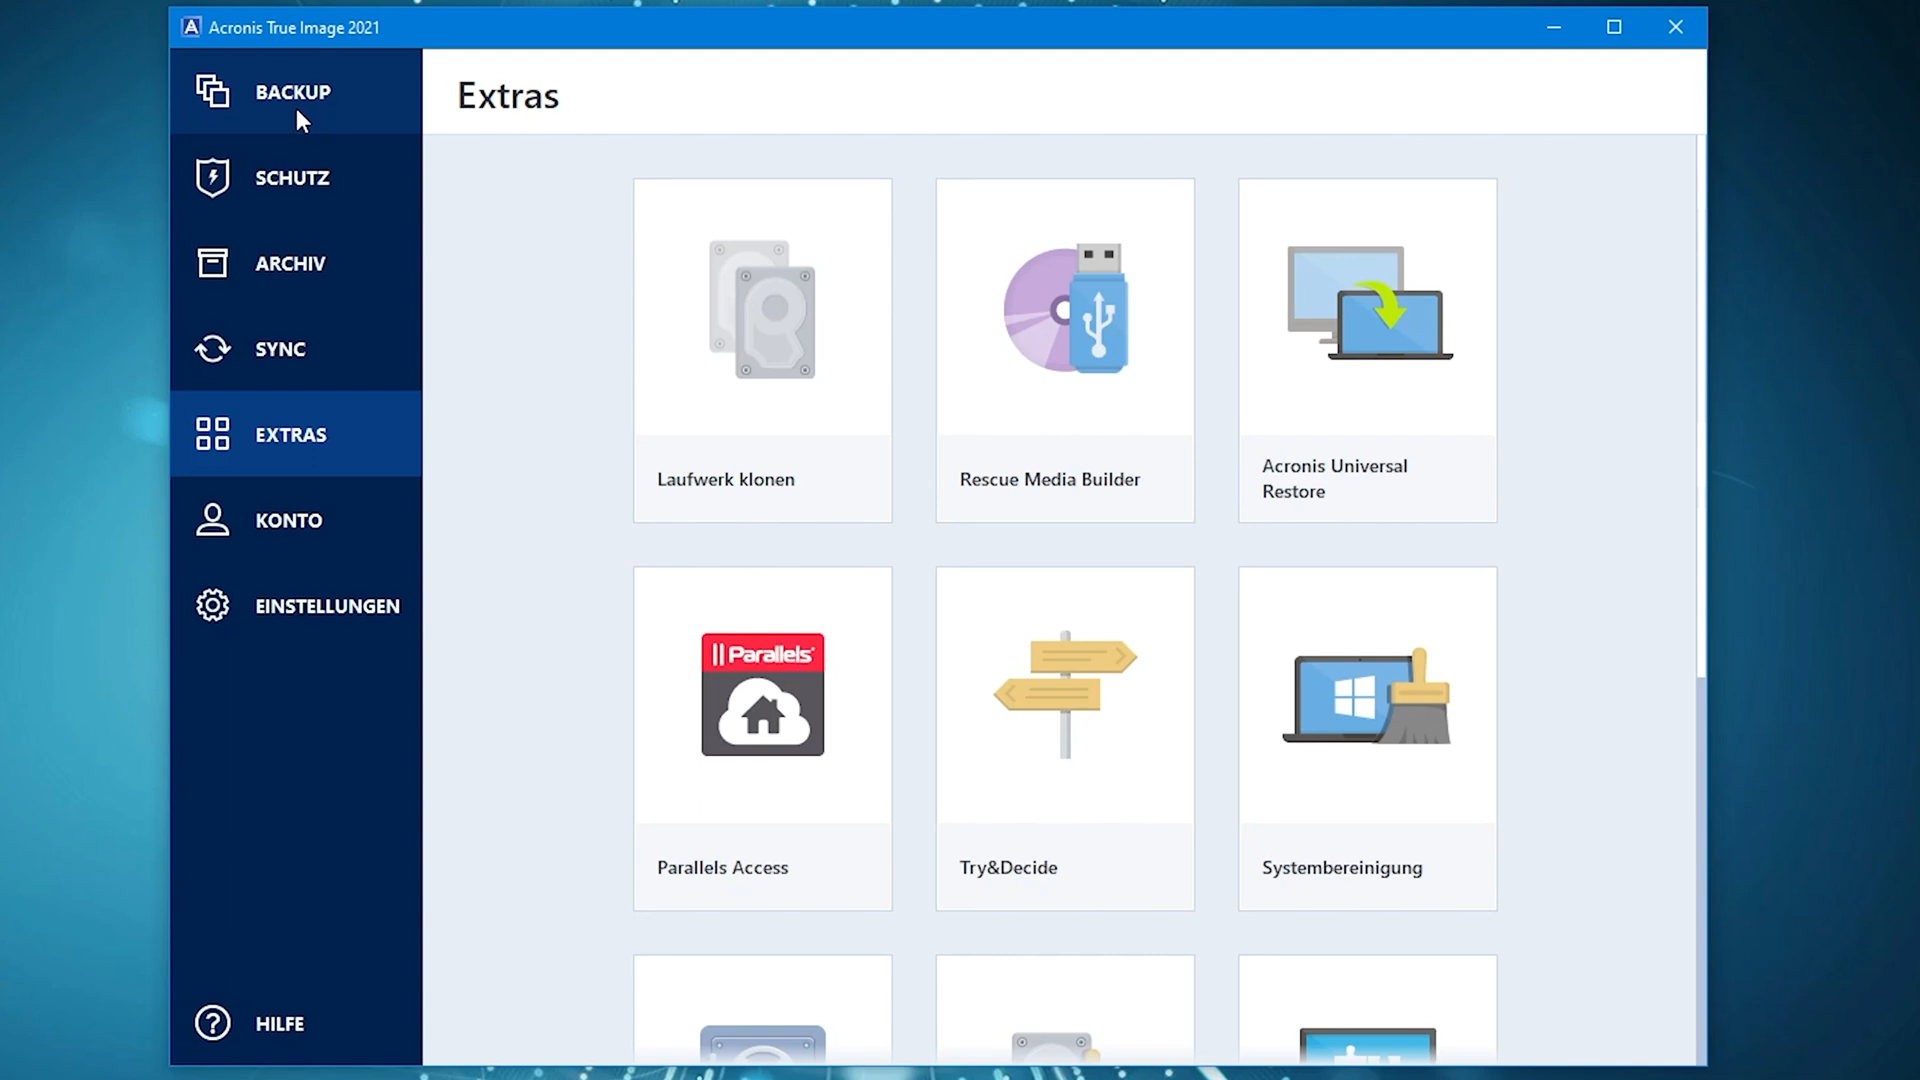 Acronis True Image 2021
BACKUP
SCHUTZ
ARCHIV
SYNC
EXTRAS
KONTO
EINSTELLUNGEN
HILFE
Extras
Laufwerk klonen
Rescue Media Builder
Acronis Universal
Restore
Parallels
Parallels Access
Try&Decide
Systembereinigung